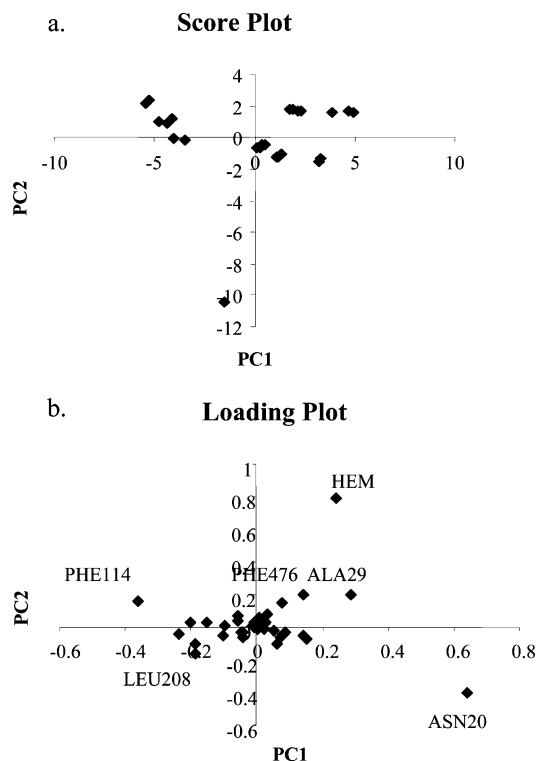 a.
Score Plot
4
2
0
-10
-5
0
5
10
-2
-4
-6
-8
-10
-12
PC2
PC1
b.
Loading Plot
1
HEM
0.8
0.6
0.4
PHE114
PHE476
ALA29
0.2
0
-0.6
-0.4
-0.2
0
0.2
0.4
0.6
0.8
LEU208
-0.2
-0.4
ASN20
-0.6
PC2
PC1